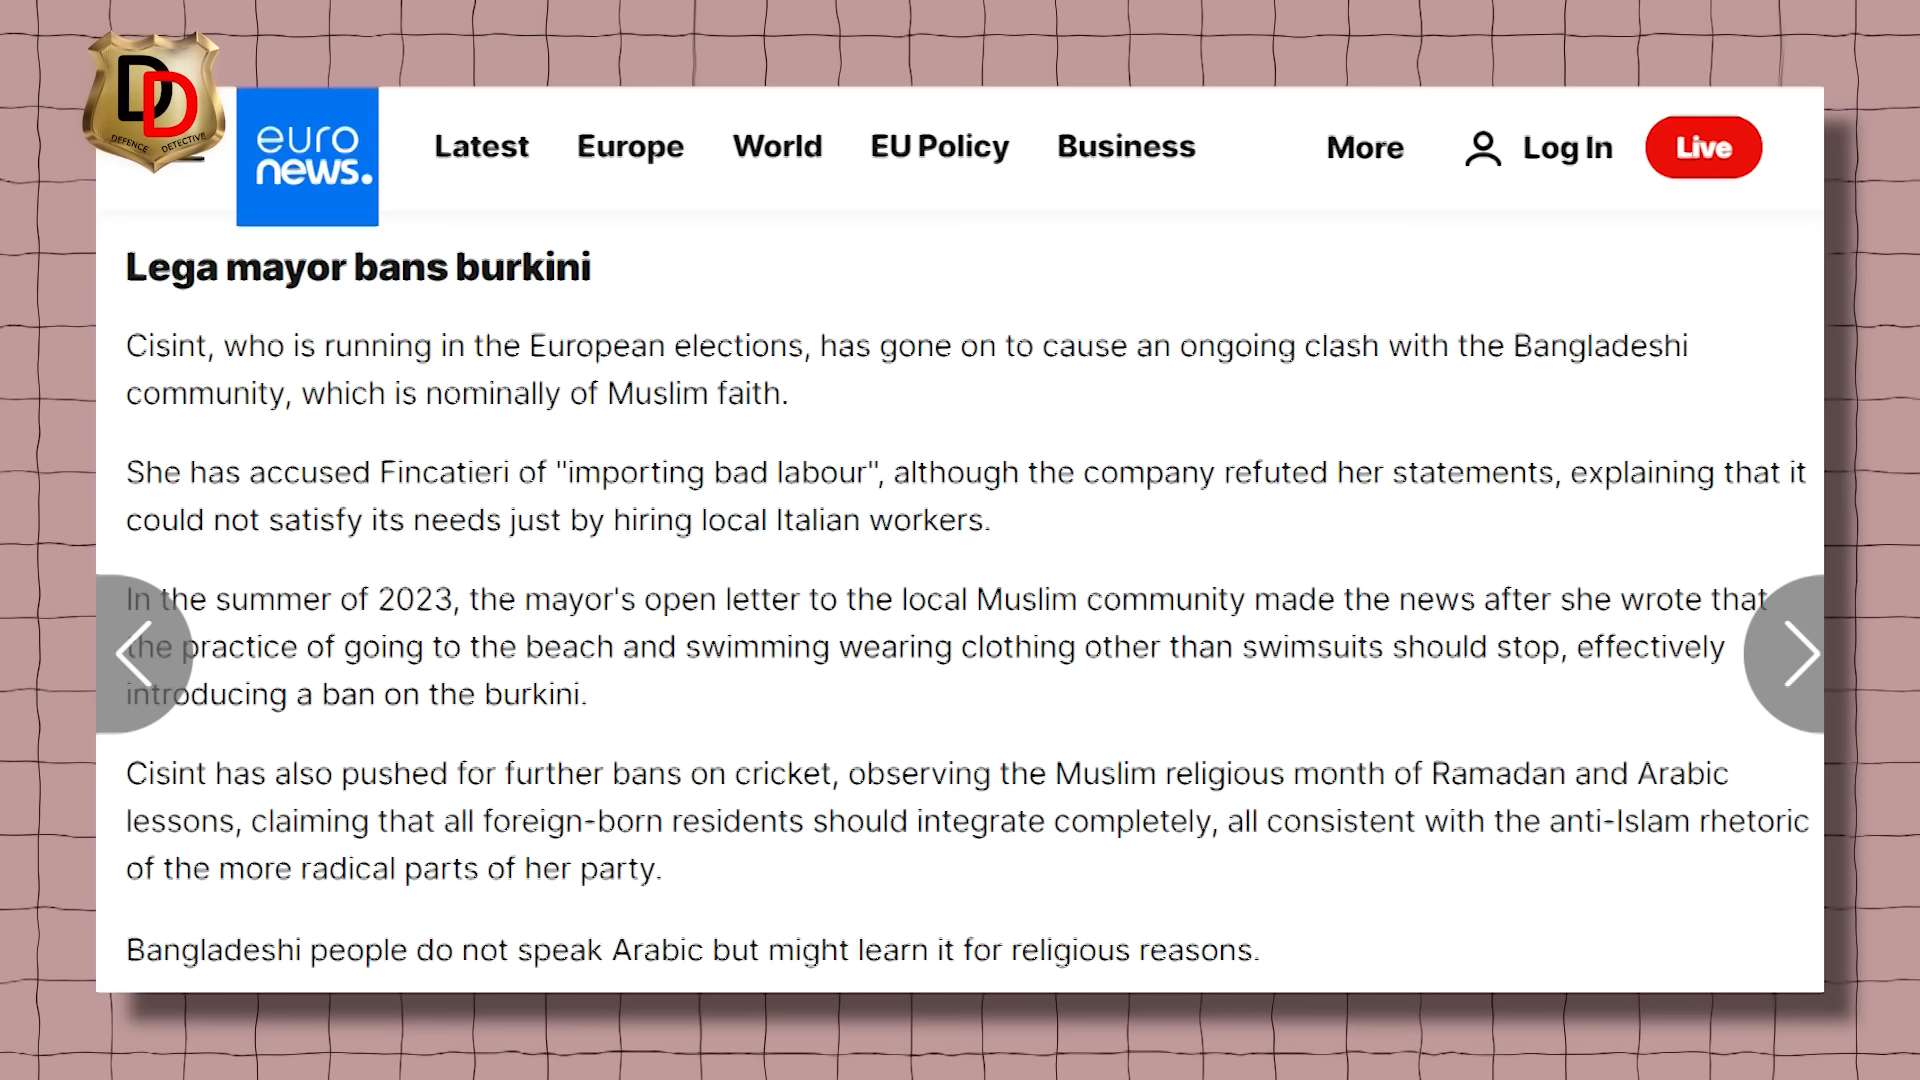 DD
DEFENCE DETECTIVE
euro
news.
Latest Europe World EU Policy Business More Log In Live
Lega mayor bans burkini
Cisint, who is running in the European elections, has gone on to cause an ongoing clash with the Bangladeshi
community, which is nominally of Muslim faith.
She has accused Fincatieri of "importing bad labour", although the company refuted her statements, explaining that it
could not satisfy its needs just by hiring local Italian workers.
In the summer of 2023, the mayor's open letter to the local Muslim community made the news after she wrote that
the practice of going to the beach and swimming wearing clothing other than swimsuits should stop, effectively
introducing a ban on the burkini.
Cisint has also pushed for further bans on cricket, observing the Muslim religious month of Ramadan and Arabic
lessons, claiming that all foreign-born residents should integrate completely, all consistent with the anti-Islam rhetoric
of the more radical parts of her party.
Bangladeshi people do not speak Arabic but might learn it for religious reasons.